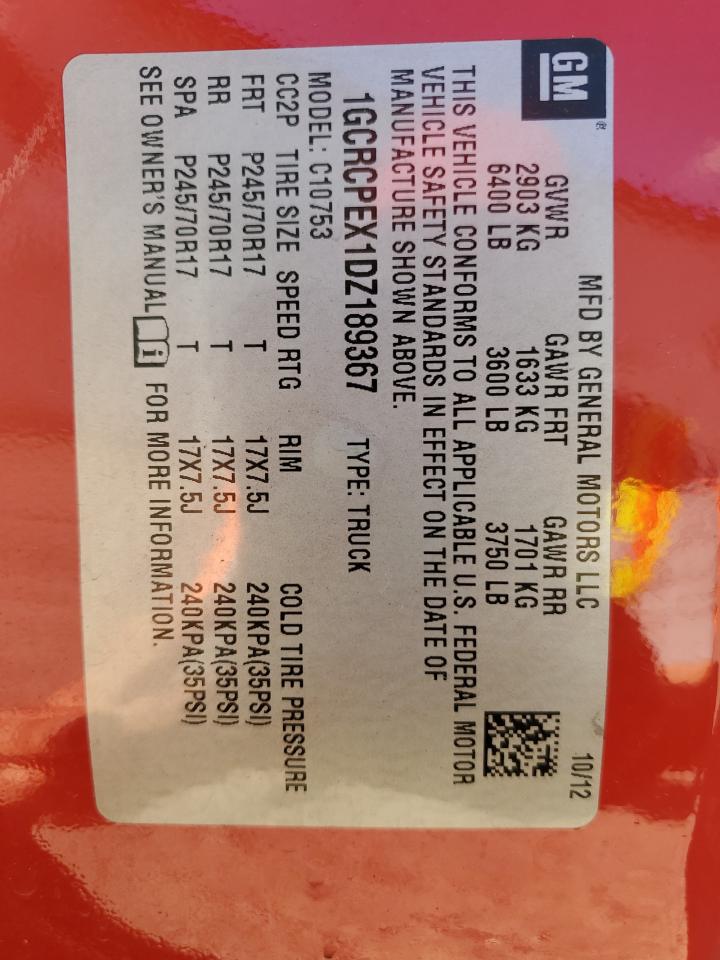 GM
MFD BY GENERAL MOTORS LLC 10/12
GVWR GAWR FRT GAWR RR
2903 KG 1633 KG 1701 KG
6400 LB 3600 LB 3750 LB
THIS VEHICLE CONFORMS TO ALL APPLICABLE U.S. FEDERAL MOTOR
VEHICLE SAFETY STANDARDS IN EFFECT ON THE DATE OF
MANUFACTURE SHOWN ABOVE.
1GCRCPEX1DZ189367 TYPE: TRUCK
MODEL: C10753
CC2P TIRE SIZE SPEED RTG RIM COLD TIRE PRESSURE
FRT P245/70R17 T 17X7.5J 240KPA(35PSI)
RR P245/70R17 T 17X7.5J 240KPA(35PSI)
SPA P245/70R17 T 17X7.5J 240KPA(35PSI)
SEE OWNER'S MANUAL i FOR MORE INFORMATION.